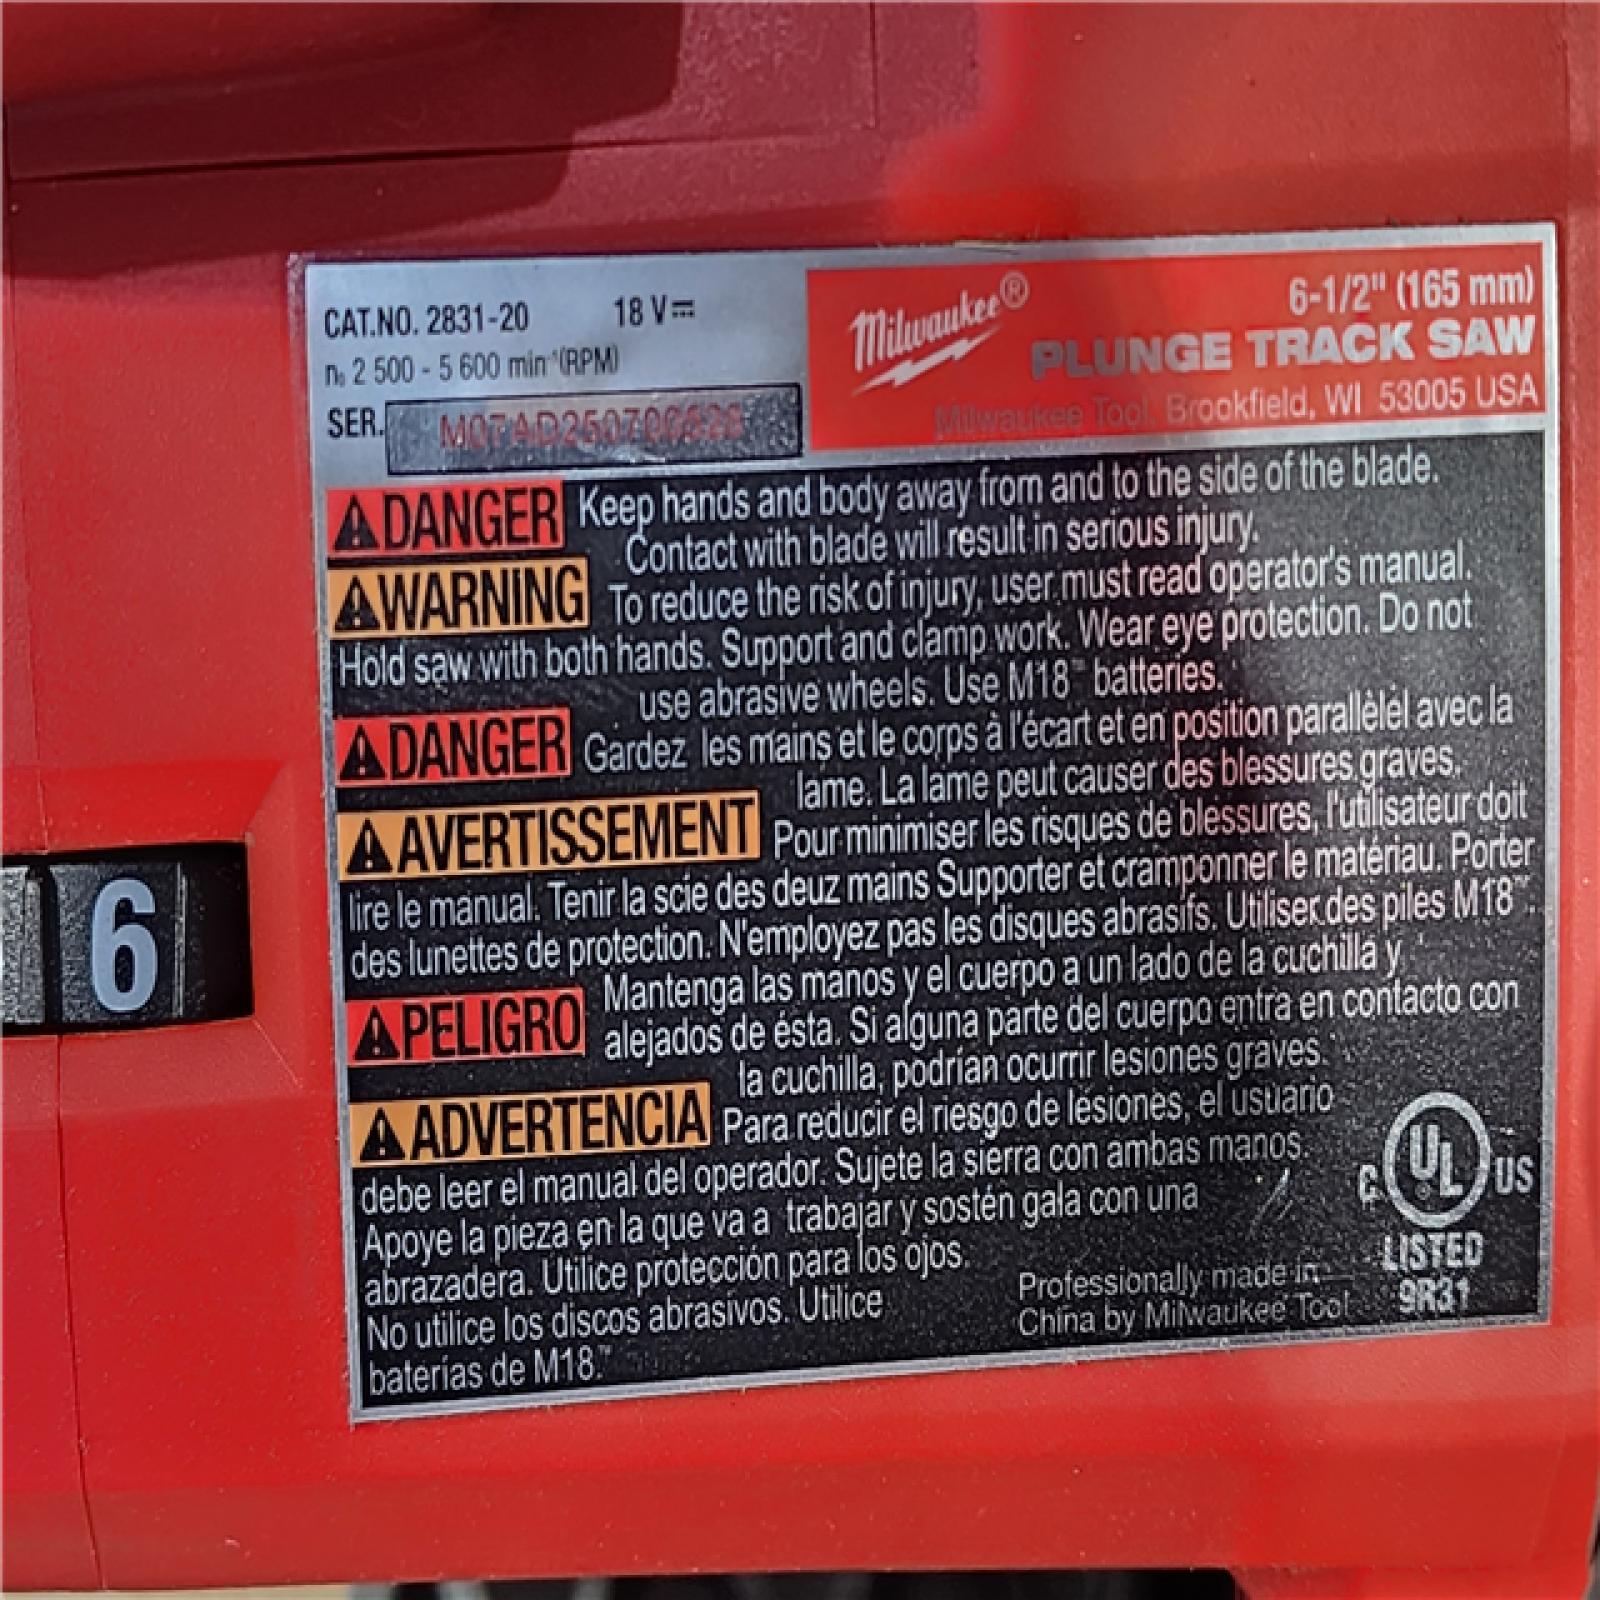 CAT.NO. 2831-20 18 V
n₀ 2 500 - 5 600 min⁻¹(RPM)
SER.
Milwaukee®
6-1/2" (165 mm)
PLUNGE TRACK SAW
Milwaukee Tool, Brookfield, WI 53005 USA
DANGER Keep hands and body away from and to the side of the blade.
Contact with blade will result in serious injury.
WARNING To reduce the risk of injury, user must read operator's manual.
Hold saw with both hands. Support and clamp work. Wear eye protection. Do not
use abrasive wheels. Use M18™ batteries.
DANGER Gardez les mains et le corps à l'écart et en position parallèlél avec la
lame. La lame peut causer des blessures graves.
AVERTISSEMENT Pour minimiser les risques de blessures, l'utilisateur doit
lire le manual. Tenir la scie des deuz mains Supporter et cramponner le matériau. Porter
des lunettes de protection. N'employez pas les disques abrasifs. Utiliser des piles M18™.
PELIGRO Mantenga las manos y el cuerpo a un lado de la cuchilla y
alejados de ésta. Si alguna parte del cuerpo entra en contacto con
la cuchilla, podrían ocurrir lesiones graves.
ADVERTENCIA Para reducir el riesgo de lesiones, el usuario
debe leer el manual del operador. Sujete la sierra con ambas manos.
Apoye la pieza en la que va a trabajar y sostén gala con una
abrazadera. Utilice protección para los ojos.
No utilice los discos abrasivos. Utilice
baterías de M18.™
Professionally made in
China by Milwaukee Tool
C UL US
LISTED
9R31
6